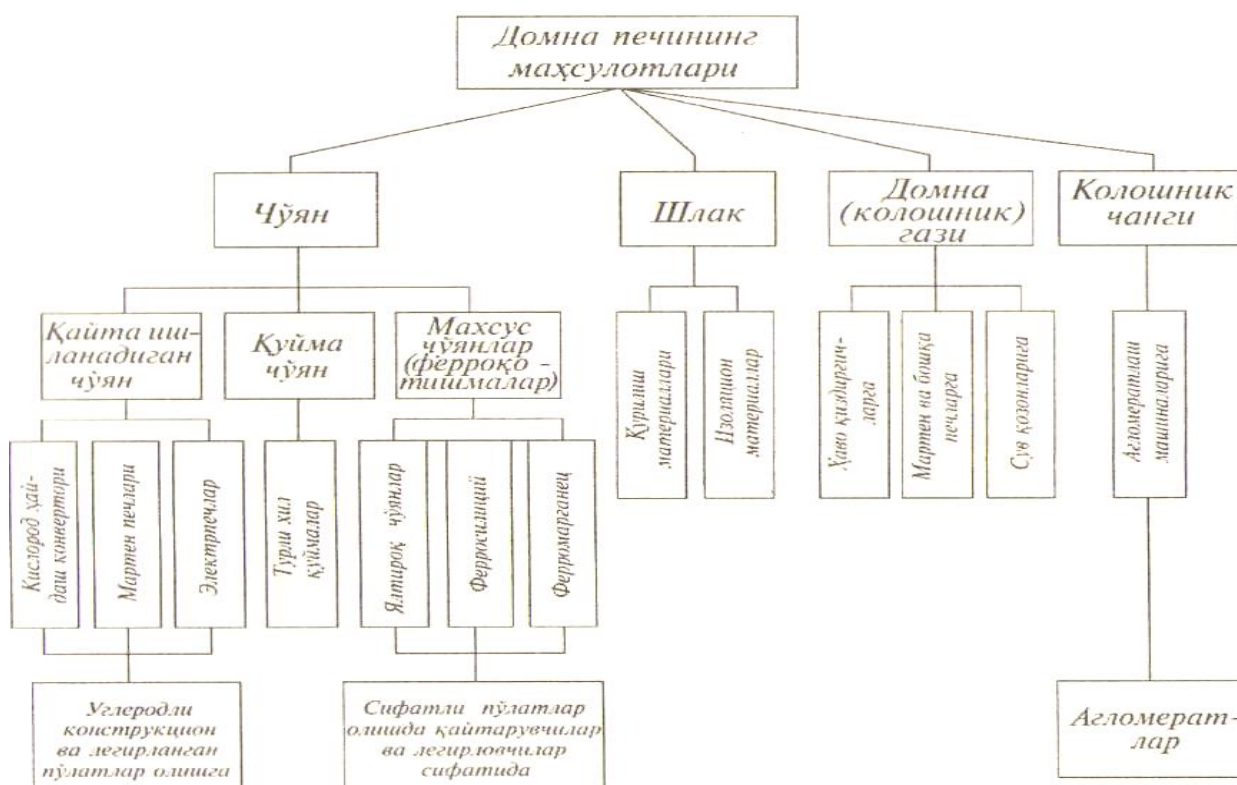 Домна печининг
маҳсулотлари
Чўян
Шлак
Домна
(колошник)
гази
Колошник
чанги
Қайта иш-
ланадиган
чўян
Қуйма
чўян
Махсус
чўянлар
(ферроқо -
тишмалар)
Қурилиш
материаллари
Изоляцион
материаллар
Ҳаво қиздиргич-
ларга
Мартен ва бошқа
печларга
Сув қозонларига
Агломератлаш
машиналарига
Кислород ҳай-
даш конвертори
Мартен печлари
Электрпечлар
Турли хил
қуймалар
Ялтироқ чўянлар
Ферросилиций
Ферромарганец
Углеродли
конструкцион
ва легирланган
пўлатлар олишга
Сифатли пўлатлар
олишда қайтарувчилар
ва легирловчилар
сифатида
Агломерат-
лар